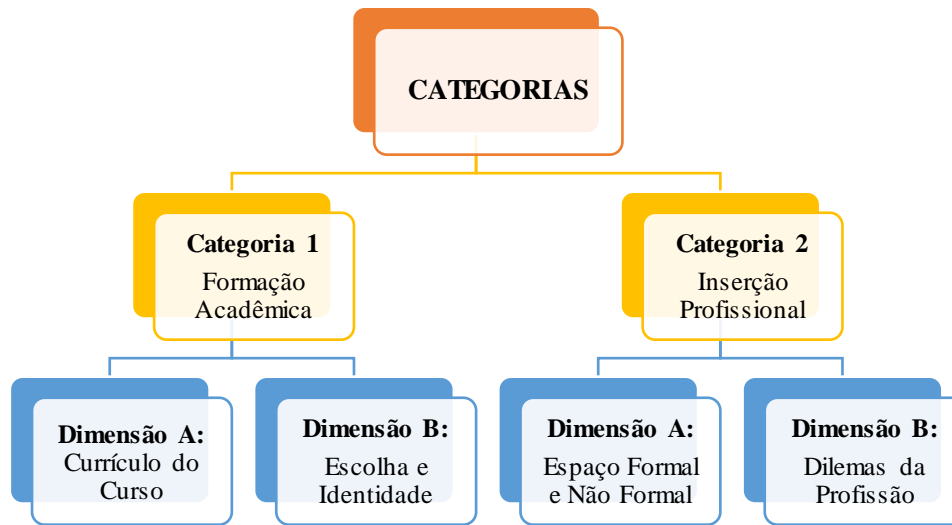 CATEGORIAS
Categoria 1
Formação
Acadêmica
Categoria 2
Inserção
Profissional
Dimensão A:
Currículo do
Curso
Dimensão B:
Escolha e
Identidade
Dimensão A:
Espaço Formal
e Não Formal
Dimensão B:
Dilemas da
Profissão